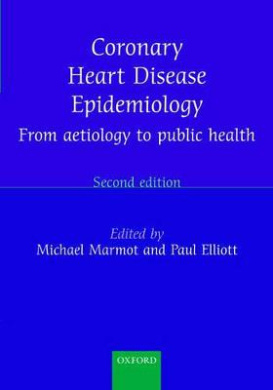 Coronary
Heart Disease
Epidemiology
From aetiology to public health
Second edition
Edited by
Michael Marmot and Paul Elliott
OXFORD